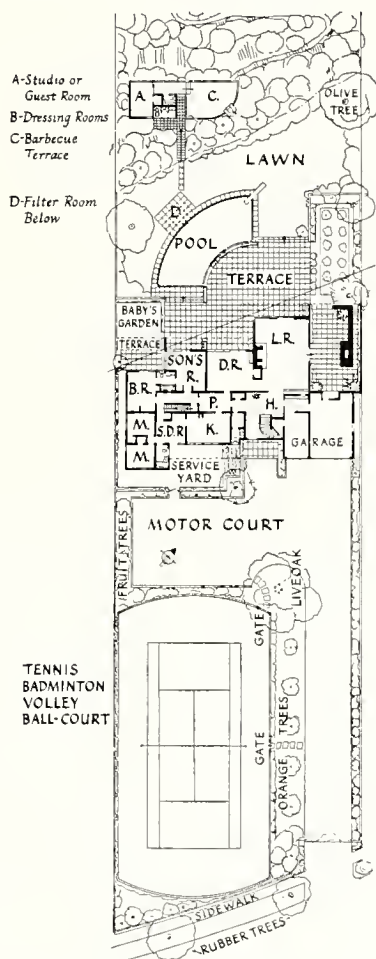 A-Studio or
Guest Room
B-Dressing Rooms
C-Barbecue
Terrace
D-Filter Room
Below
A.
C.
OLIVE
TREE
LAWN
D.
POOL
TERRACE
BABY'S
GARDEN
TERRACE
SON'S
R.
L.R.
D.R.
B.R.
P.
H.
M.
S.D.R.
K.
GARAGE
M.
SERVICE
YARD
MOTOR COURT
FRUIT TREES
LIVE OAK
GATE
TENNIS
BADMINTON
VOLLEY
BALL-COURT
GATE
ORANGE TREES
SIDEWALK
RUBBER TREES